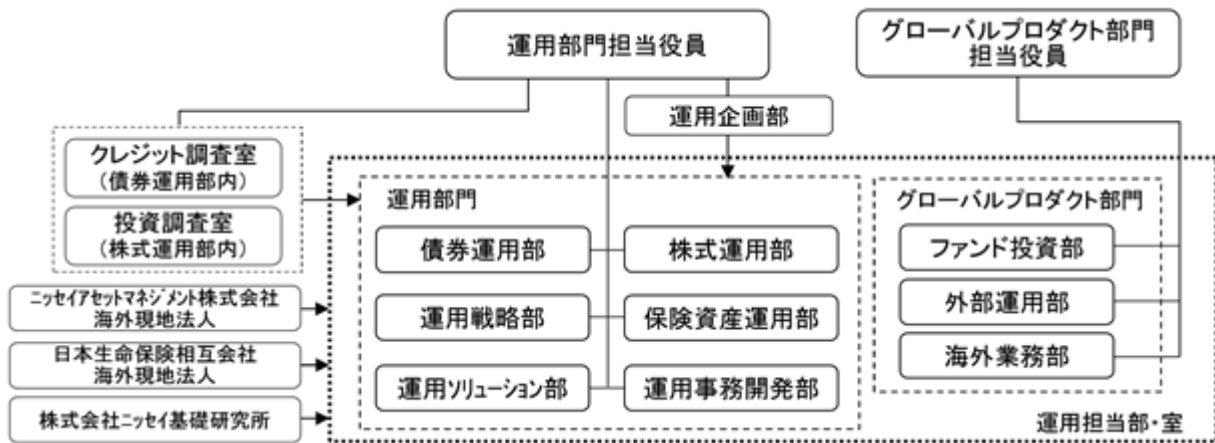 運用部門担当役員
グローバルプロダクト部門
担当役員
運用企画部
クレジット調査室
(債券運用部内)
投資調査室
(株式運用部内)
運用部門
債券運用部
株式運用部
運用戦略部
保険資産運用部
運用ソリューション部
運用事務開発部
グローバルプロダクト部門
ファンド投資部
外部運用部
海外業務部
ニッセイアセットマネジメント株式会社
海外現地法人
日本生命保険相互会社
海外現地法人
株式会社ニッセイ基礎研究所
運用担当部・室